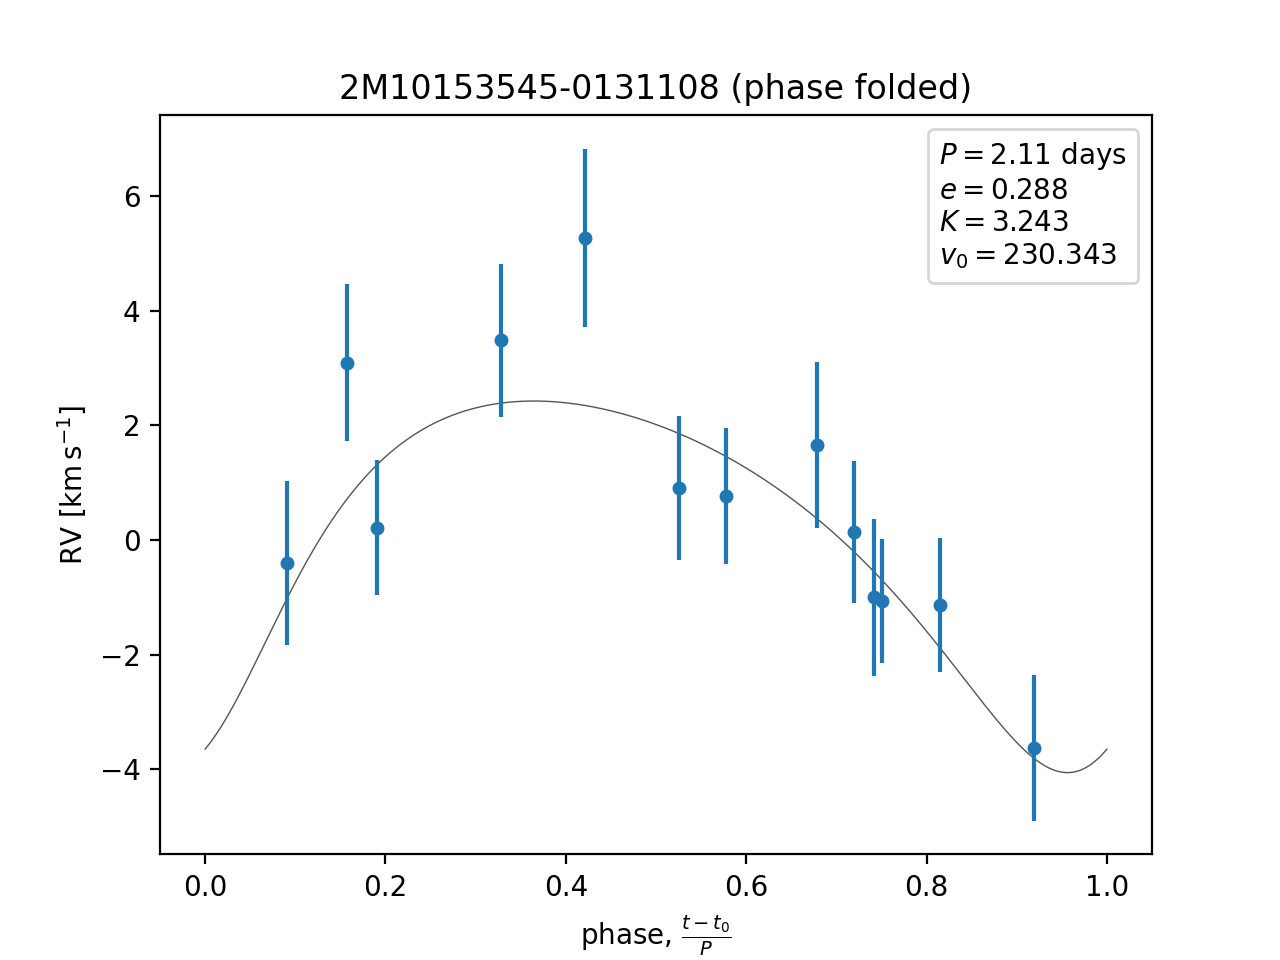 2M10153545-0131108 (phase folded)
P = 2.11 days
e = 0.288
K = 3.243
v₀ = 230.343
RV [km s⁻¹]
6
4
2
0
−2
−4
0.0 0.2 0.4 0.6 0.8 1.0
phase, (t − t₀)/P